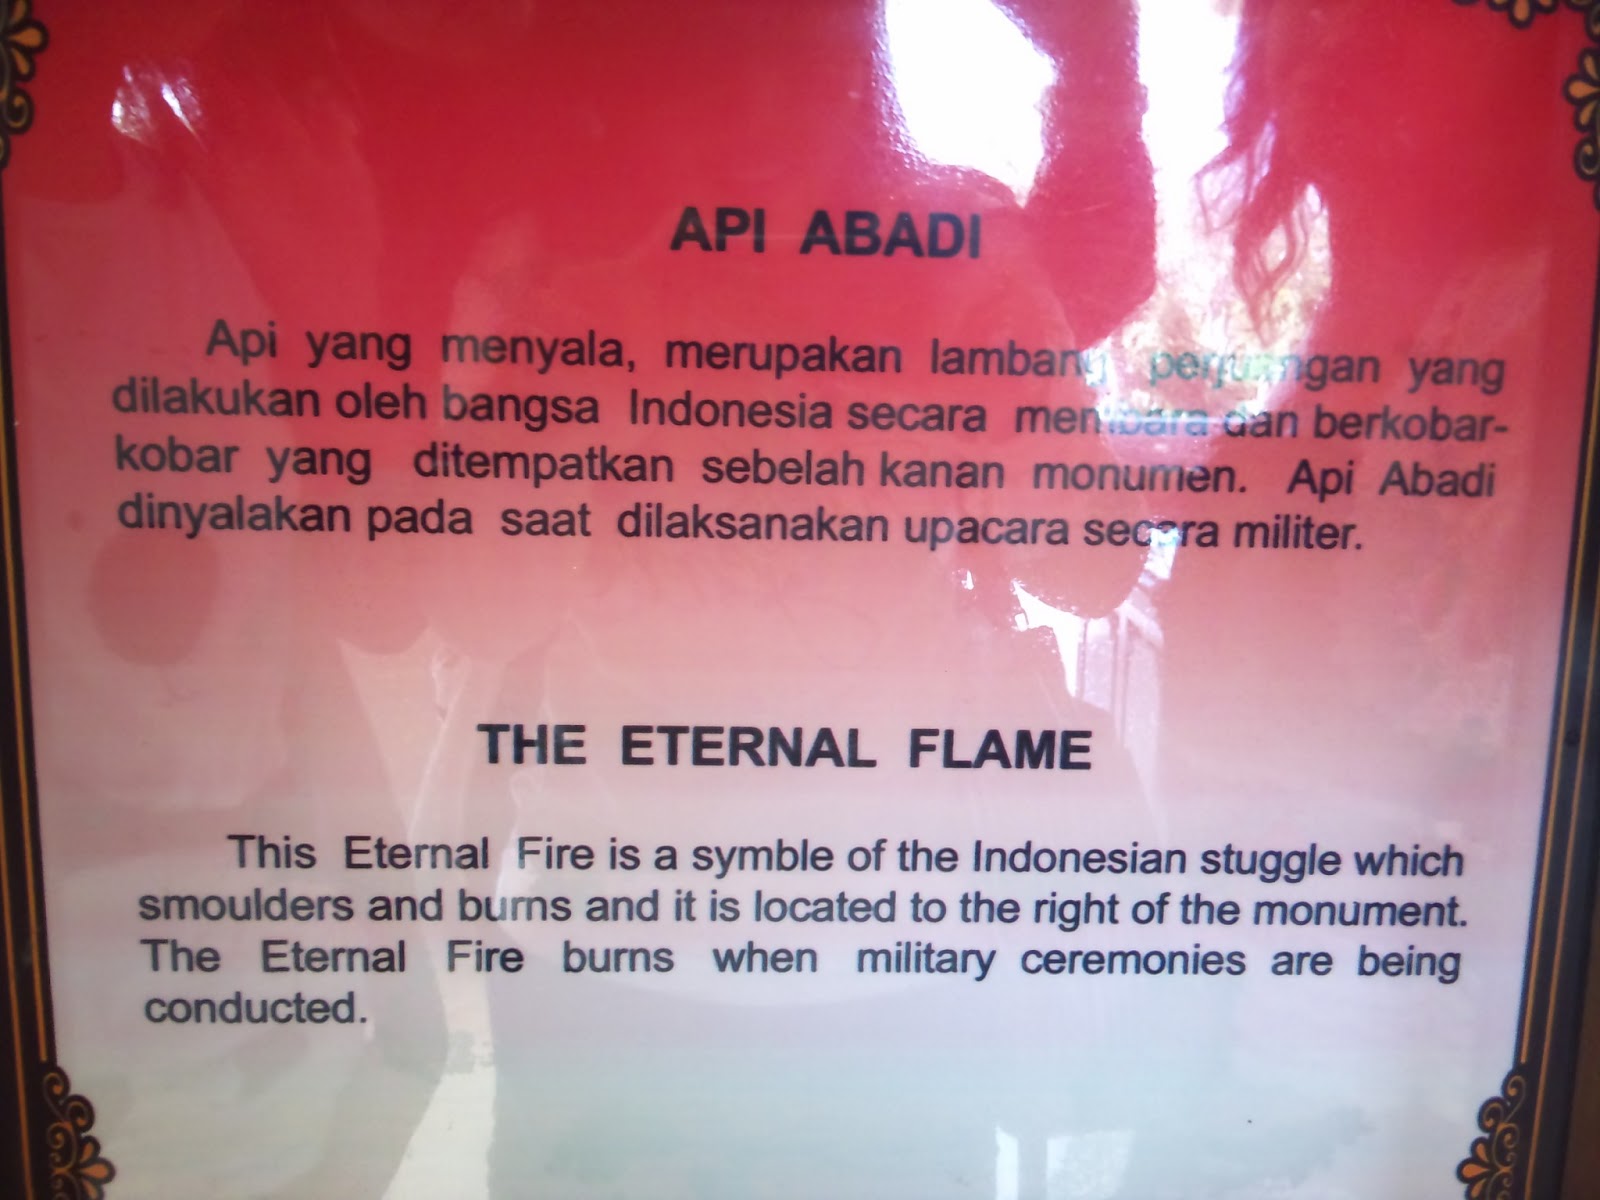 API ABADI
Api yang menyala, merupakan lambang perjuangan yang
dilakukan oleh bangsa Indonesia secara membara dan berkobar-
kobar yang ditempatkan sebelah kanan monumen. Api Abadi
dinyalakan pada saat dilaksanakan upacara secara militer.
THE ETERNAL FLAME
This Eternal Fire is a symble of the Indonesian stuggle which
smoulders and burns and it is located to the right of the monument.
The Eternal Fire burns when military ceremonies are being
conducted.